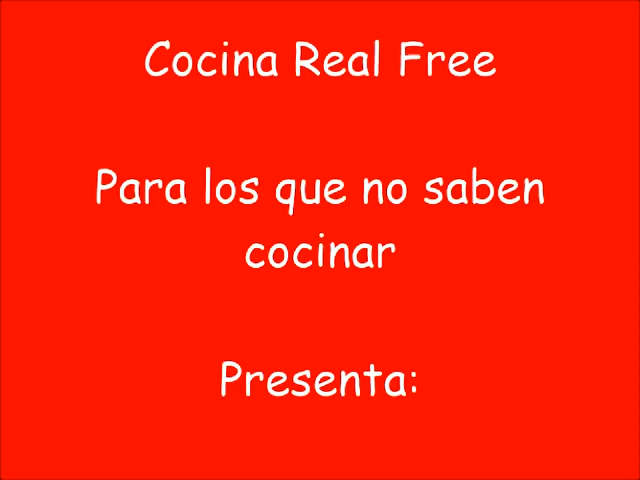 Cocina Real Free
Para los que no saben
cocinar
Presenta: